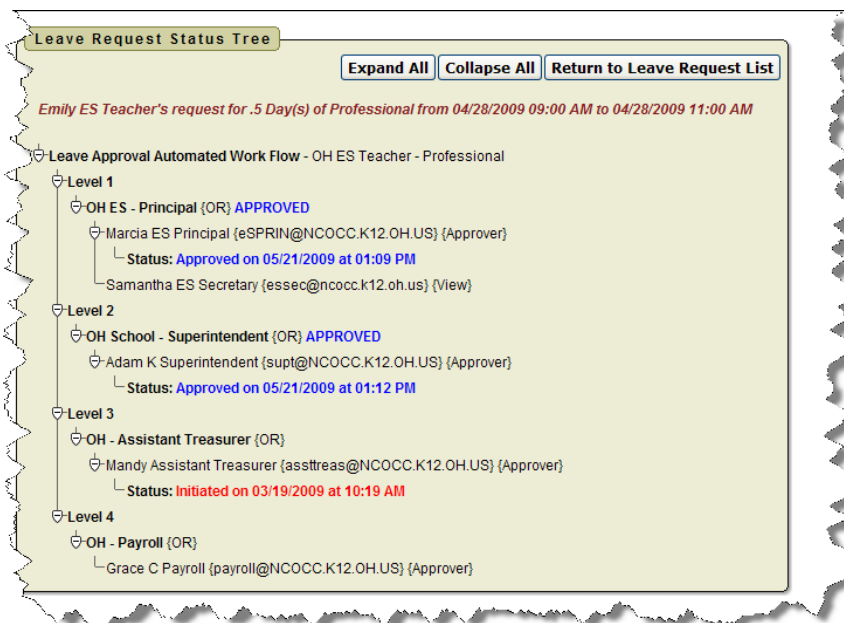 Leave Request Status Tree
Expand All Collapse All Return to Leave Request List
Emily ES Teacher's request for .5 Day(s) of Professional from 04/28/2009 09:00 AM to 04/28/2009 11:00 AM
Leave Approval Automated Work Flow - OH ES Teacher - Professional
Level 1
OH ES - Principal {OR} APPROVED
Marcia ES Principal {eSPRIN@NCOCC.K12.OH.US} {Approver}
Status: Approved on 05/21/2009 at 01:09 PM
Samantha ES Secretary {essec@ncocc.k12.oh.us} {View}
Level 2
OH School - Superintendent {OR} APPROVED
Adam K Superintendent {supt@NCOCC.K12.OH.US} {Approver}
Status: Approved on 05/21/2009 at 01:12 PM
Level 3
OH - Assistant Treasurer {OR}
Mandy Assistant Treasurer {assttreas@NCOCC.K12.OH.US} {Approver}
Status: Initiated on 03/19/2009 at 10:19 AM
Level 4
OH - Payroll {OR}
Grace C Payroll {payroll@NCOCC.K12.OH.US} {Approver}